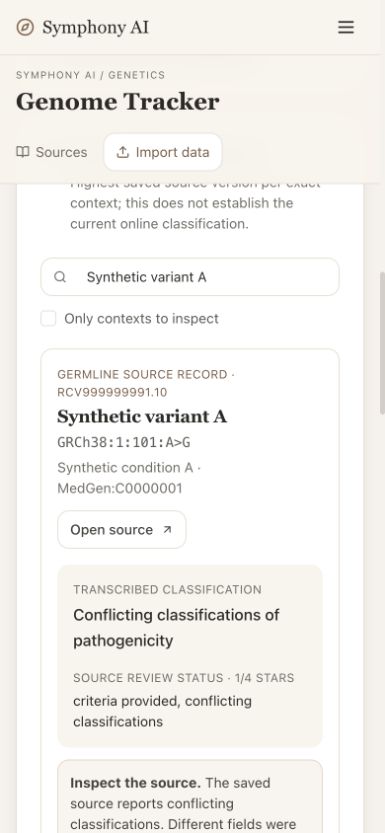 Symphony AI
SYMPHONY AI / GENETICS
Genome Tracker
Sources
Import data
Highest saved source version per exact
context; this does not establish the
current online classification.
Synthetic variant A
Only contexts to inspect
GERMLINE SOURCE RECORD ·
RCV999999991.10
Synthetic variant A
GRCh38:1:101:A>G
Synthetic condition A ·
MedGen:C0000001
Open source ↗
TRANSCRIBED CLASSIFICATION
Conflicting classifications of
pathogenicity
SOURCE REVIEW STATUS · 1/4 STARS
criteria provided, conflicting
classifications
Inspect the source. The saved
source reports conflicting
classifications. Different fields were